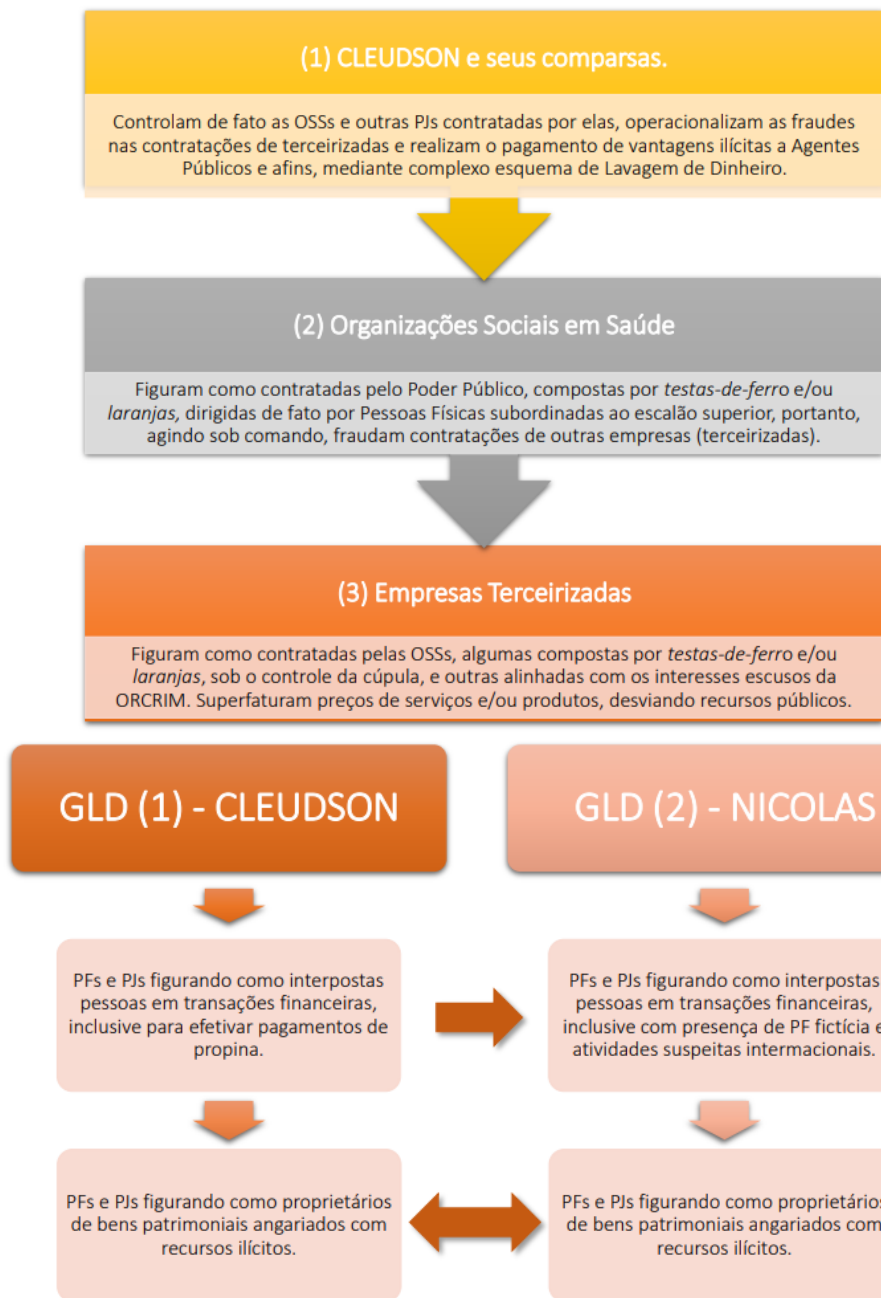 (1) CLEUDSON e seus comparsas.
Controlam de fato as OSSs e outras PJs contratadas por elas, operacionalizam as fraudes
nas contratações de terceirizadas e realizam o pagamento de vantagens ilícitas a Agentes
Públicos e afins, mediante complexo esquema de Lavagem de Dinheiro.
(2) Organizações Sociais em Saúde
Figuram como contratadas pelo Poder Público, compostas por testas-de-ferro e/ou
laranjas, dirigidas de fato por Pessoas Físicas subordinadas ao escalão superior, portanto,
agindo sob comando, fraudam contratações de outras empresas (terceirizadas).
(3) Empresas Terceirizadas
Figuram como contratadas pelas OSSs, algumas compostas por testas-de-ferro e/ou
laranjas, sob o controle da cúpula, e outras alinhadas com os interesses escusos da
ORCRIM. Superfaturam preços de serviços e/ou produtos, desviando recursos públicos.
GLD (1) - CLEUDSON
GLD (2) - NICOLAS
PFs e PJs figurando como interpostas
pessoas em transações financeiras,
inclusive para efetivar pagamentos de
propina.
PFs e PJs figurando como interpostas
pessoas em transações financeiras,
inclusive com presença de PF fictícia e
atividades suspeitas intermacionais.
PFs e PJs figurando como proprietários
de bens patrimoniais angariados com
recursos ilícitos.
PFs e PJs figurando como proprietários
de bens patrimoniais angariados com
recursos ilícitos.